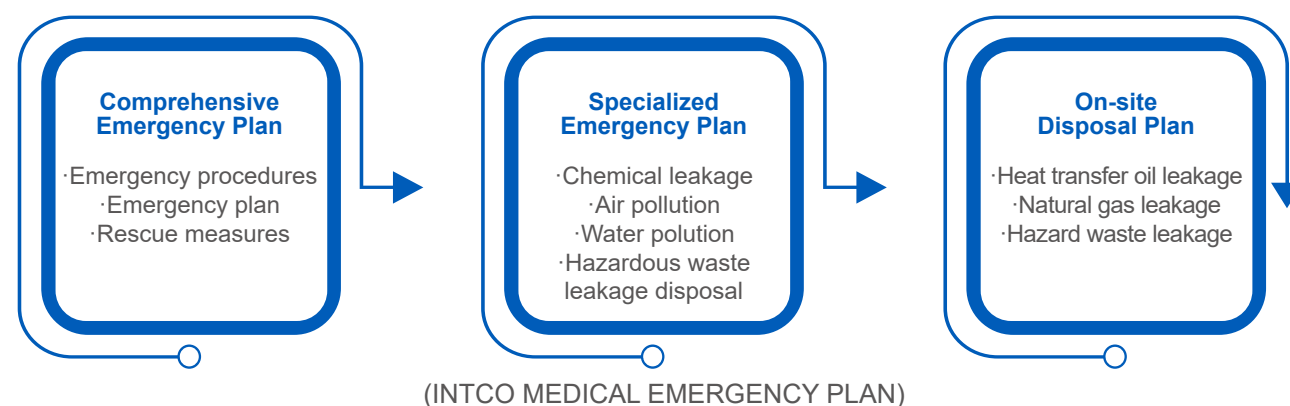 Comprehensive
Emergency Plan
·Emergency procedures
·Emergency plan
·Rescue measures
Specialized
Emergency Plan
·Chemical leakage
·Air pollution
·Water polution
·Hazardous waste
leakage disposal
On-site
Disposal Plan
·Heat transfer oil leakage
·Natural gas leakage
·Hazard waste leakage
(INTCO MEDICAL EMERGENCY PLAN)